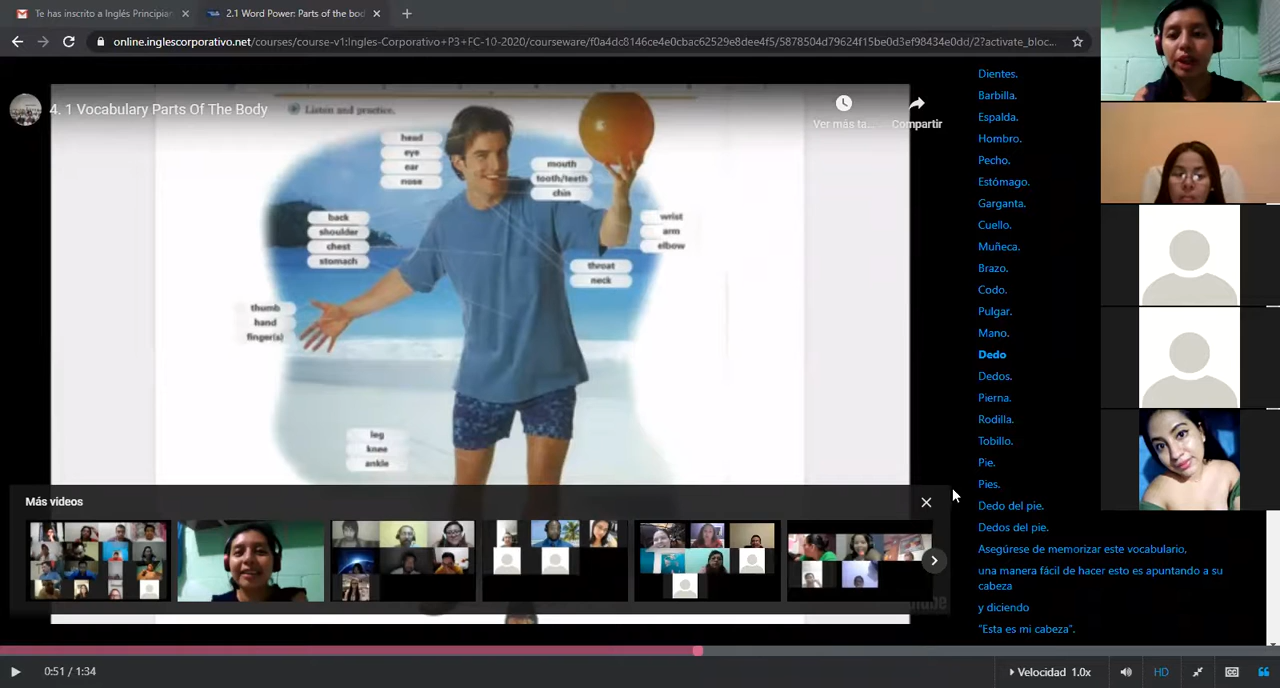 Te has inscrito a Inglés Principian
2.1 Word Power: Parts of the bod
online.inglescorporativo.net/courses/course-v1:Ingles-Corporativo+P3+FC-10-2020/courseware/f0a4dc8146ce4e0cbac62529e8dee4f5/5878504d79624f15be0d3ef98434e0dd/2?activate_bloc...
4. 1 Vocabulary Parts Of The Body
Listen and practice.
Ver más ta...
Compartir
head
eye
ear
nose
mouth
tooth/teeth
chin
back
shoulder
chest
stomach
wrist
arm
elbow
throat
neck
thumb
hand
finger(s)
leg
knee
ankle
Más videos
Dientes.
Barbilla.
Espalda.
Hombro.
Pecho.
Estómago.
Garganta.
Cuello.
Muñeca.
Brazo.
Codo.
Pulgar.
Mano.
Dedo
Dedos.
Pierna.
Rodilla.
Tobillo.
Pie.
Pies.
Dedo del pie.
Dedos del pie.
Asegúrese de memorizar este vocabulario,
una manera fácil de hacer esto es apuntando a su
cabeza
y diciendo
"Esta es mi cabeza".
0:51 / 1:34
Velocidad 1.0x
HD
CC